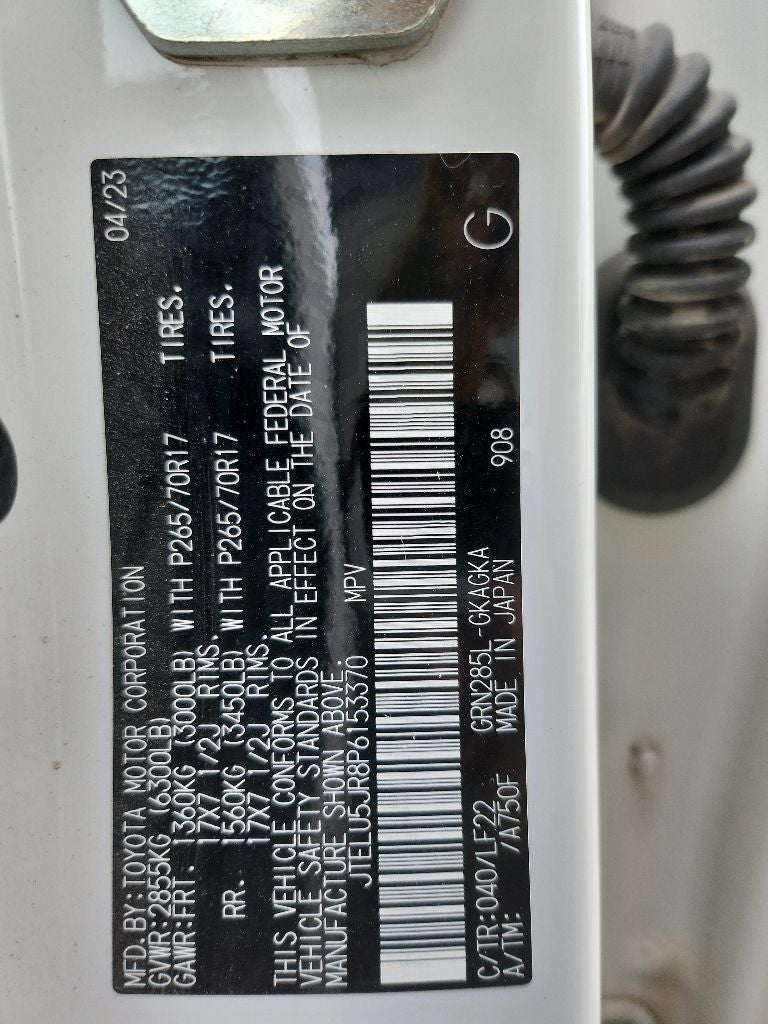 MFD. BY: TOYOTA MOTOR CORPORATION 04/23
GVWR: 2855KG (6300LB)
GAWR: FRT: 1360KG (3000LB) WITH P265/70R17 TIRES.
17X7 1/2J RIMS.
RR. 1560KG (3450LB) WITH P265/70R17 TIRES.
17X7 1/2J RIMS.
THIS VEHICLE CONFORMS TO ALL APPLICABLE FEDERAL MOTOR
VEHICLE SAFETY STANDARDS IN EFFECT ON THE DATE OF
MANUFACTURE SHOWN ABOVE.
JTELU5JR8P6153370 MPV
C/TR: 040/LF22 GRN285L-GKAGKA G
A/TM: /A750F MADE IN JAPAN 908